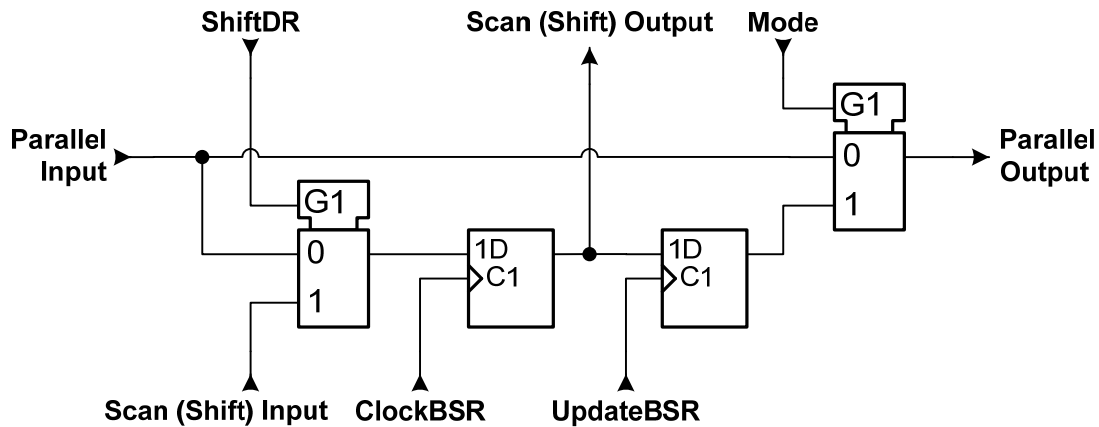 ShiftDR
Scan (Shift) Output
Mode
G1
Parallel
Input
0
Parallel
Output
1
G1
0
1
1D
C1
1D
C1
Scan (Shift) Input
ClockBSR
UpdateBSR